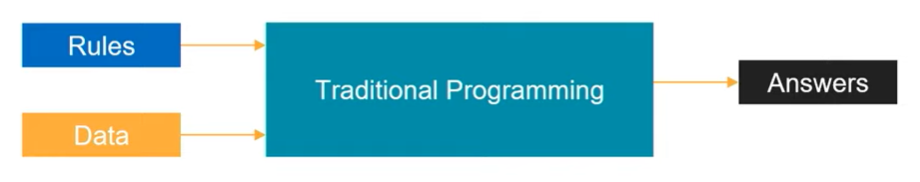 Rules
Data
Traditional Programming
Answers